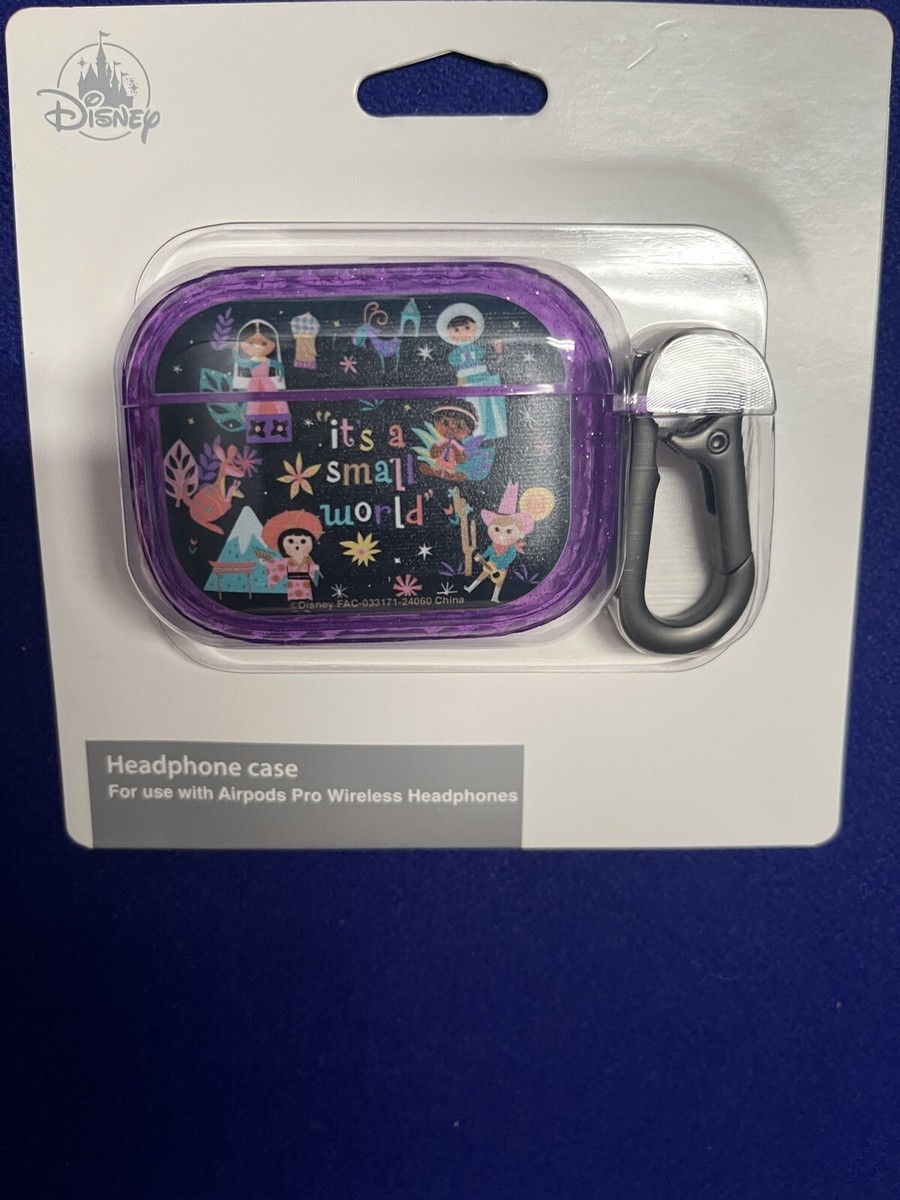 Disney
"it's a
small
world"
©Disney FAC-033171-24060 China
Headphone case
For use with Airpods Pro Wireless Headphones